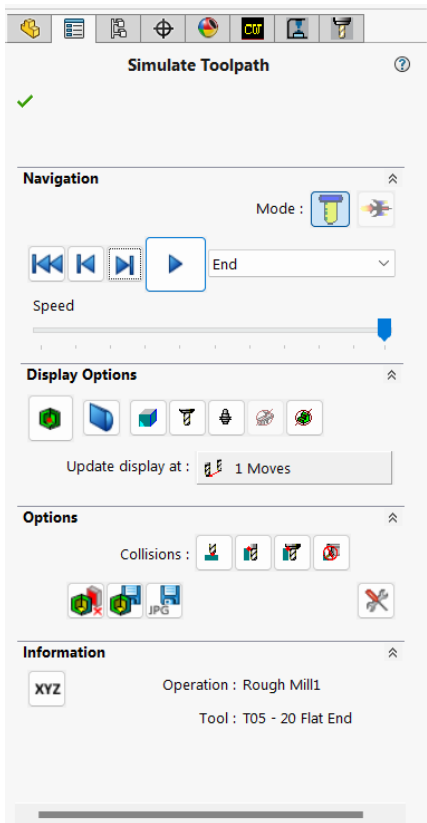 CUT
Simulate Toolpath
Navigation
Mode :
End
Speed
Display Options
Update display at : 1 Moves
Options
Collisions :
JPG
Information
XYZ
Operation : Rough Mill1
Tool : T05 - 20 Flat End